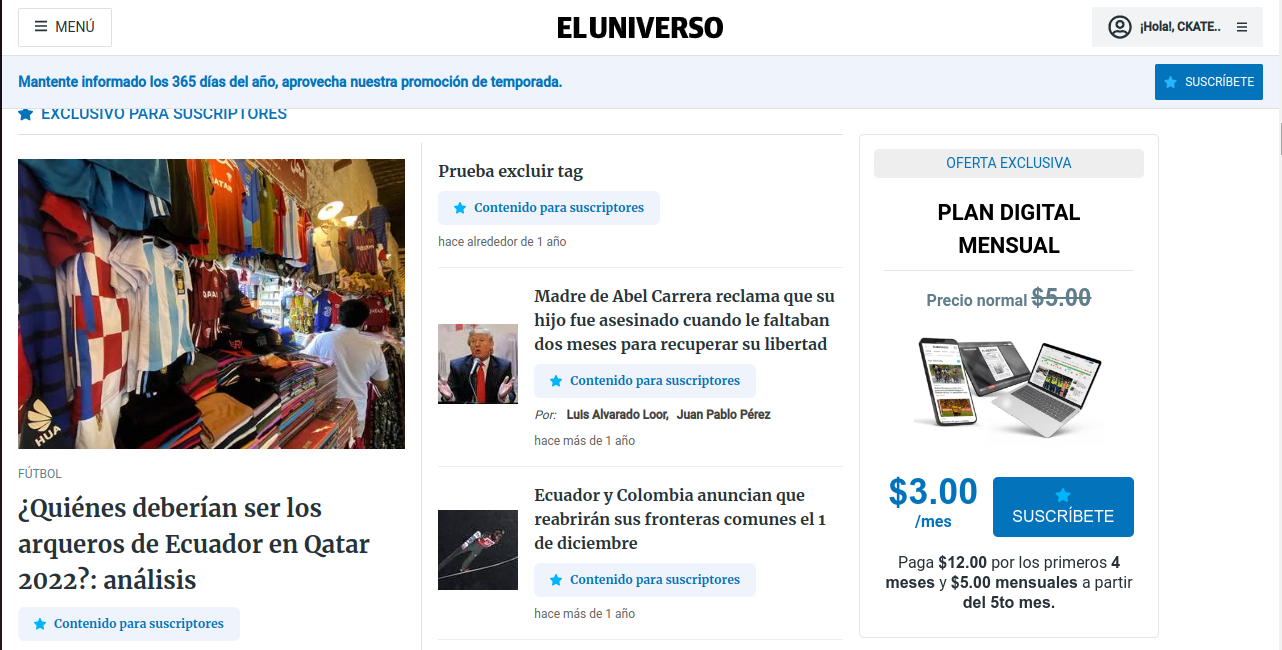 MENÚ
EL UNIVERSO
¡Hola!, CKATE..
Mantente informado los 365 días del año, aprovecha nuestra promoción de temporada.
SUSCRÍBETE
EXCLUSIVO PARA SUSCRIPTORES
QATAR
QATAR
HUA
FÚTBOL
¿Quiénes deberían ser los
arqueros de Ecuador en Qatar
2022?: análisis
Contenido para suscriptores
Prueba excluir tag
Contenido para suscriptores
hace alrededor de 1 año
Madre de Abel Carrera reclama que su
hijo fue asesinado cuando le faltaban
dos meses para recuperar su libertad
Contenido para suscriptores
Por: Luis Alvarado Loor, Juan Pablo Pérez
hace más de 1 año
Ecuador y Colombia anuncian que
reabrirán sus fronteras comunes el 1
de diciembre
Contenido para suscriptores
hace más de 1 año
OFERTA EXCLUSIVA
PLAN DIGITAL
MENSUAL
Precio normal $5.00
$3.00
/mes
SUSCRÍBETE
Paga $12.00 por los primeros 4
meses y $5.00 mensuales a partir
del 5to mes.